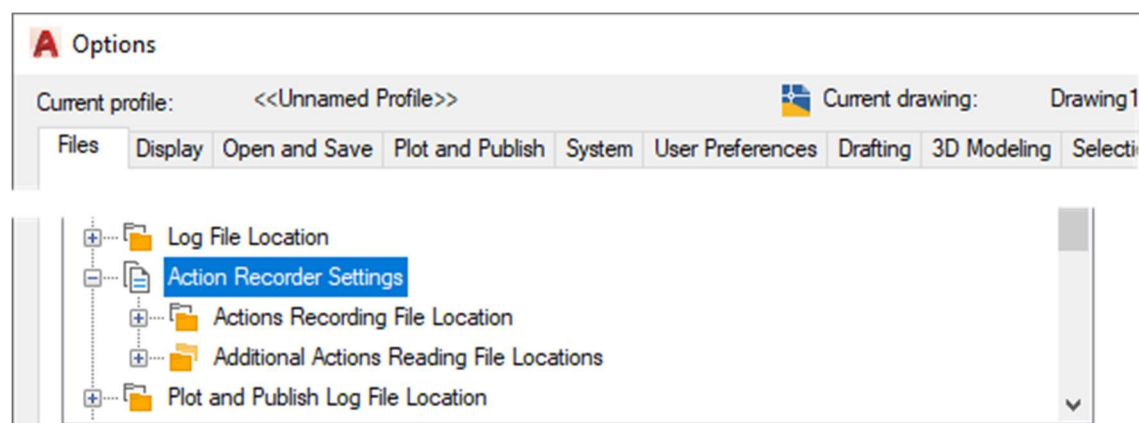 Options
Current profile: <<Unnamed Profile>> Current drawing: Drawing1
Files Display Open and Save Plot and Publish System User Preferences Drafting 3D Modeling Selecti
Log File Location
Action Recorder Settings
Actions Recording File Location
Additional Actions Reading File Locations
Plot and Publish Log File Location